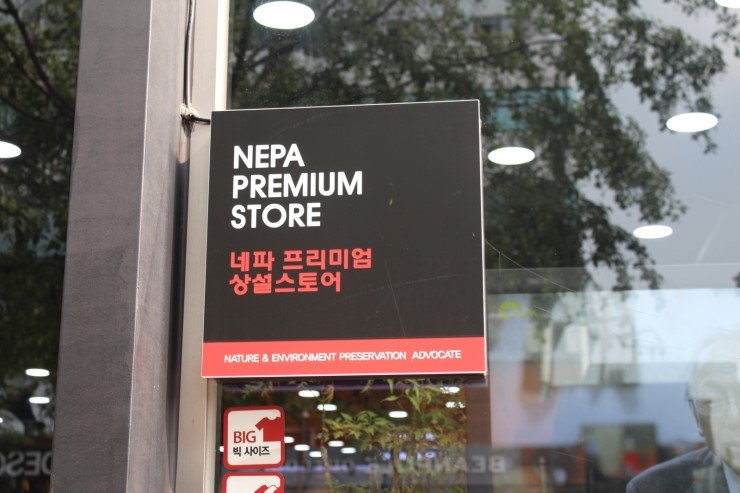 NEPA
PREMIUM
STORE
네파 프리미엄
상설스토어
NATURE & ENVIRONMENT PRESERVATION ADVOCATE
BIG
빅 사이즈